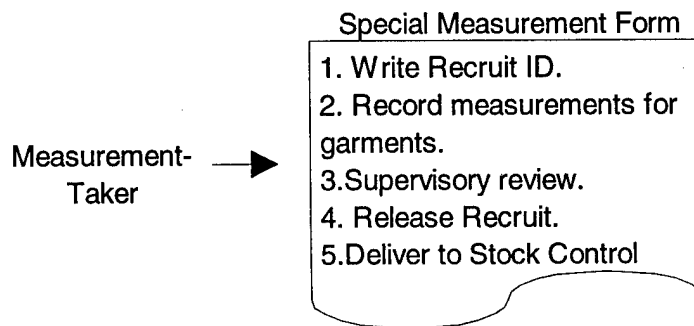 Special Measurement Form
1. Write Recruit ID.
2. Record measurements for
garments.
Measurement-
Taker
3.Supervisory review.
4. Release Recruit.
5.Deliver to Stock Control